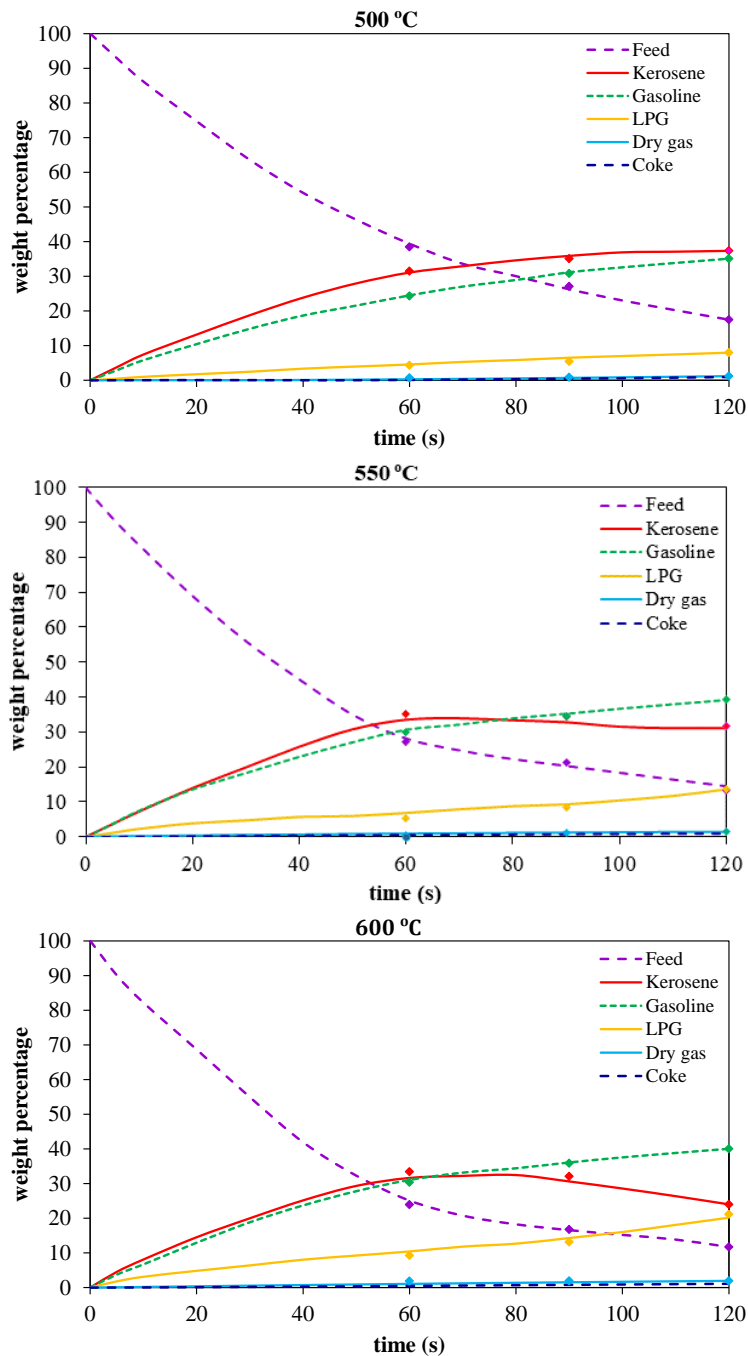 500 ºC
100
90
80
70
60
50
40
30
20
10
0
weight percentage
Feed
Kerosene
Gasoline
LPG
Dry gas
Coke
0 20 40 60 80 100 120
time (s)
550 ºC
100
90
80
70
60
50
40
30
20
10
0
weight percentage
Feed
Kerosene
Gasoline
LPG
Dry gas
Coke
0 20 40 60 80 100 120
time (s)
600 ºC
100
90
80
70
60
50
40
30
20
10
0
weight percentage
Feed
Kerosene
Gasoline
LPG
Dry gas
Coke
0 20 40 60 80 100 120
time (s)